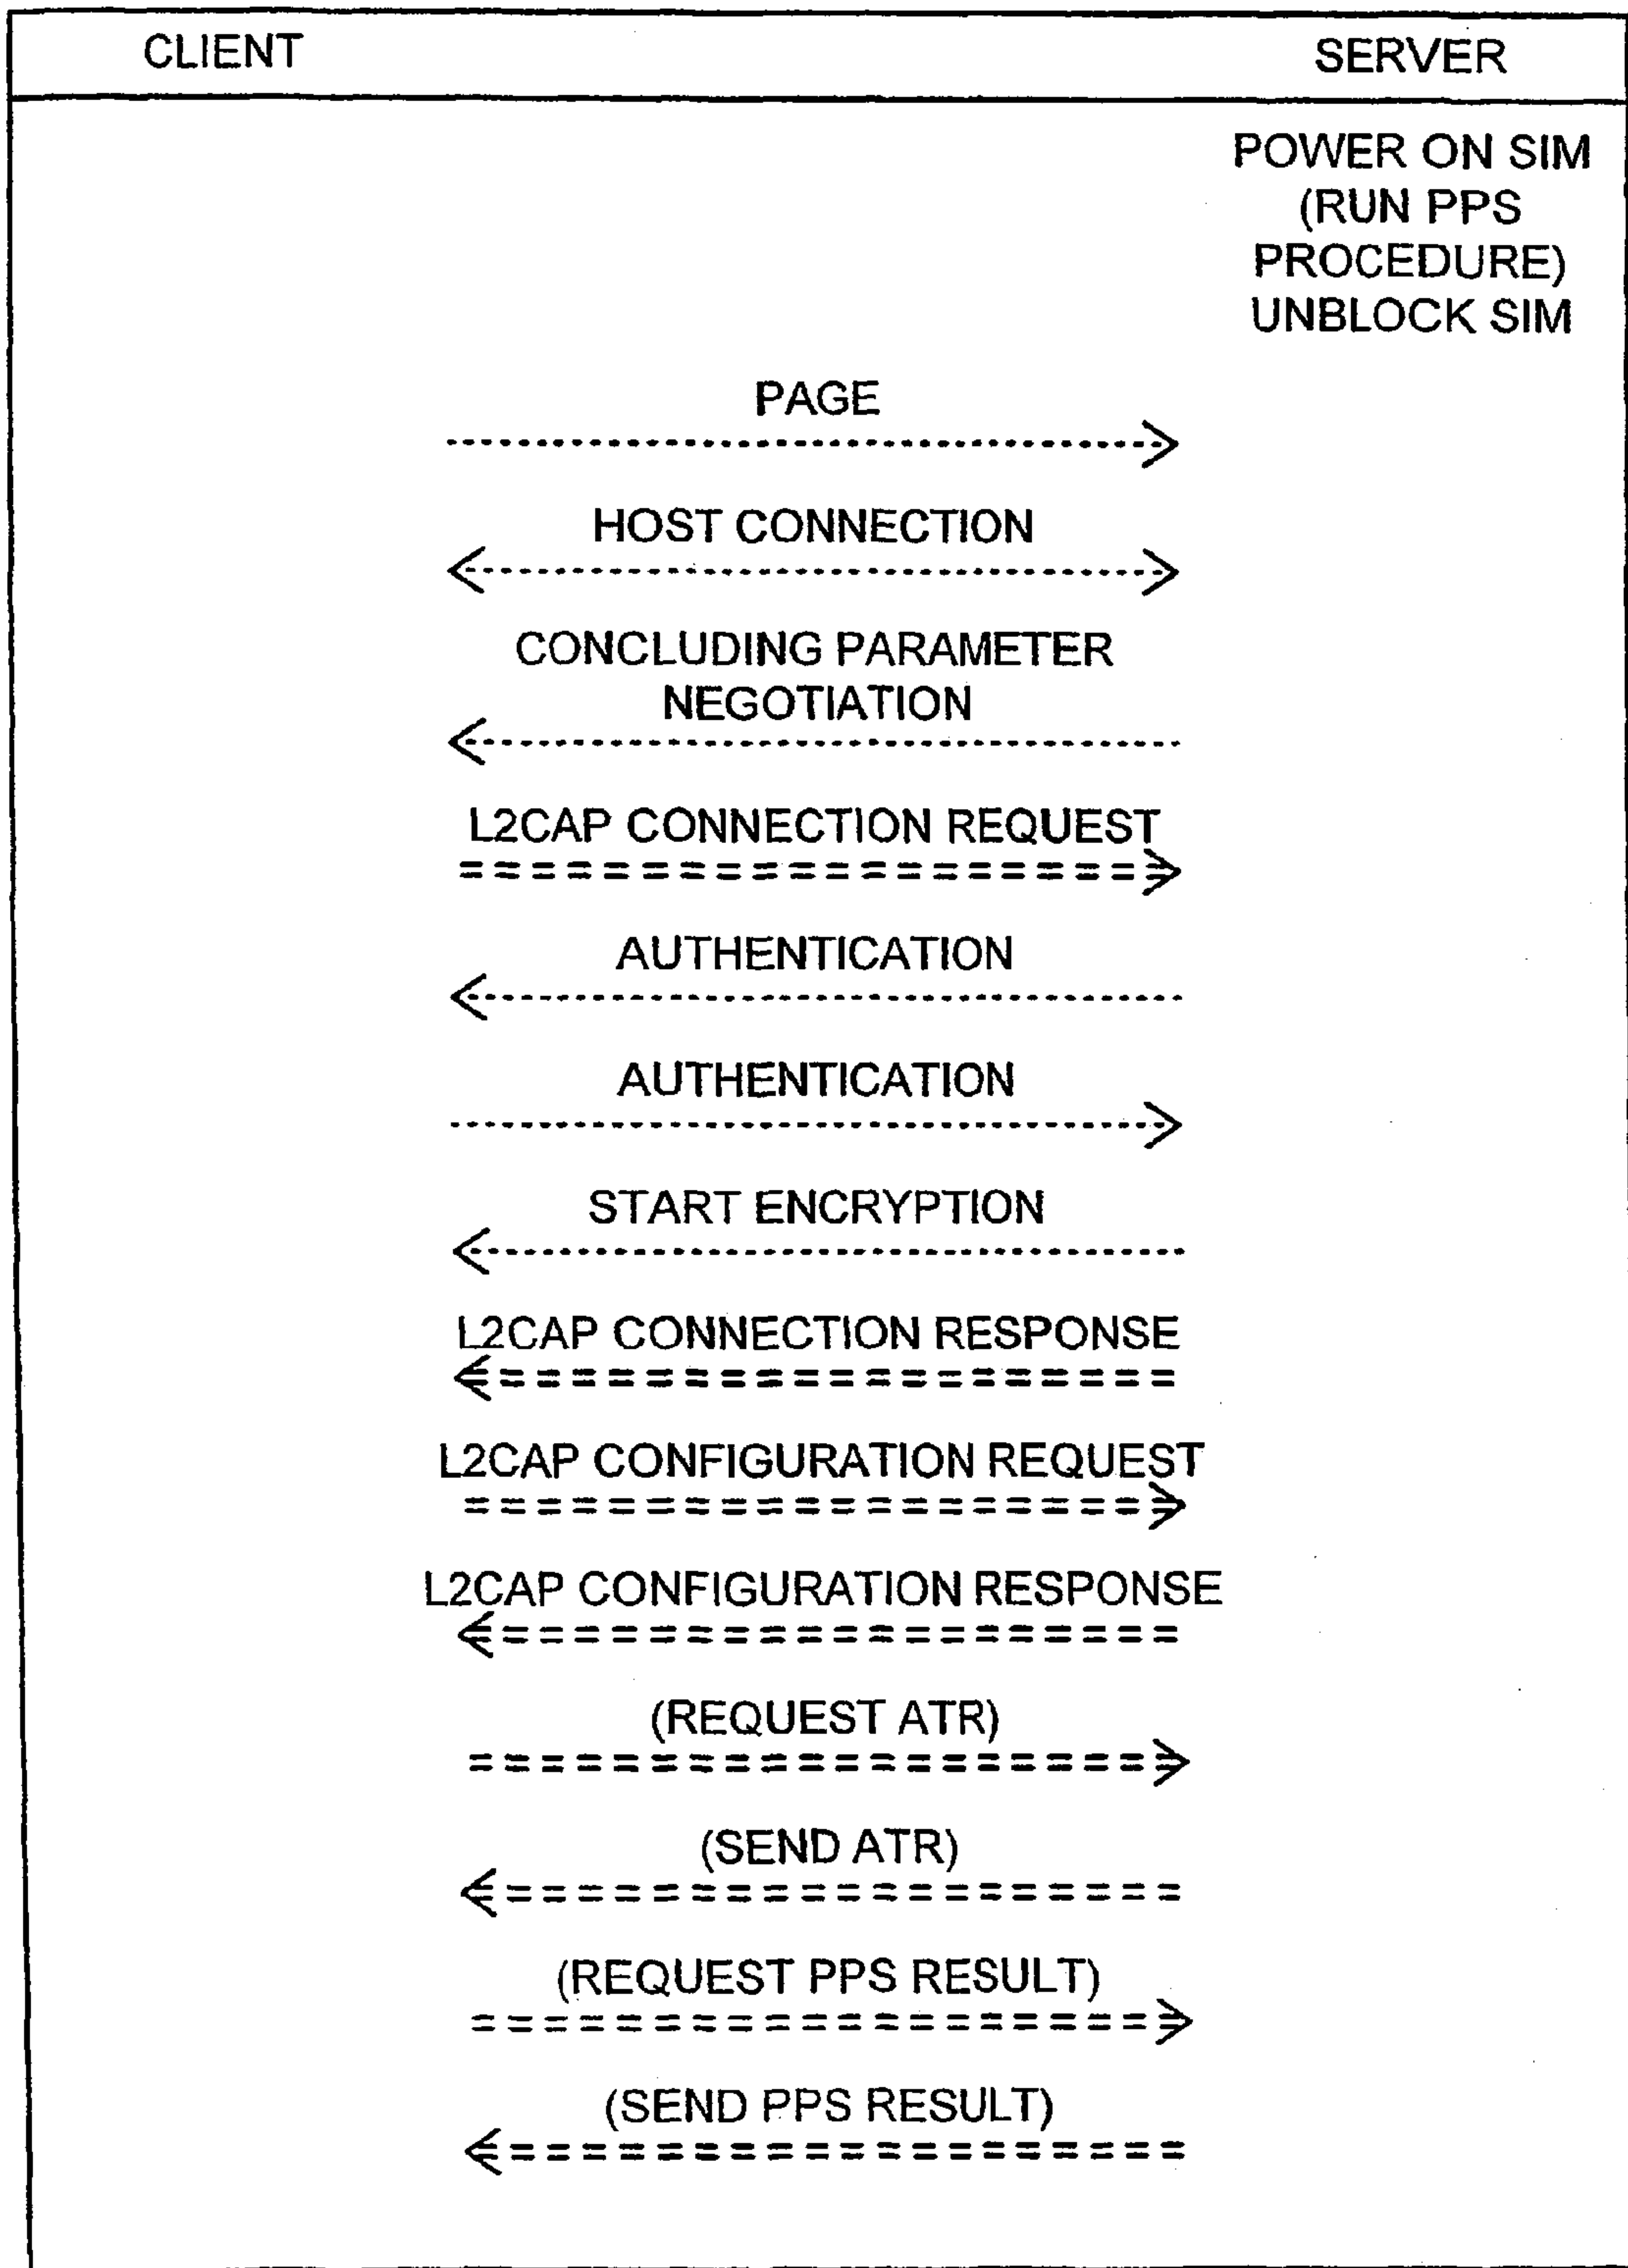 CLIENT
SERVER
POWER ON SIM
(RUN PPS
PROCEDURE)
UNBLOCK SIM
PAGE
HOST CONNECTION
CONCLUDING PARAMETER
NEGOTIATION
L2CAP CONNECTION REQUEST
AUTHENTICATION
AUTHENTICATION
START ENCRYPTION
L2CAP CONNECTION RESPONSE
L2CAP CONFIGURATION REQUEST
L2CAP CONFIGURATION RESPONSE
(REQUEST ATR)
(SEND ATR)
(REQUEST PPS RESULT)
(SEND PPS RESULT)